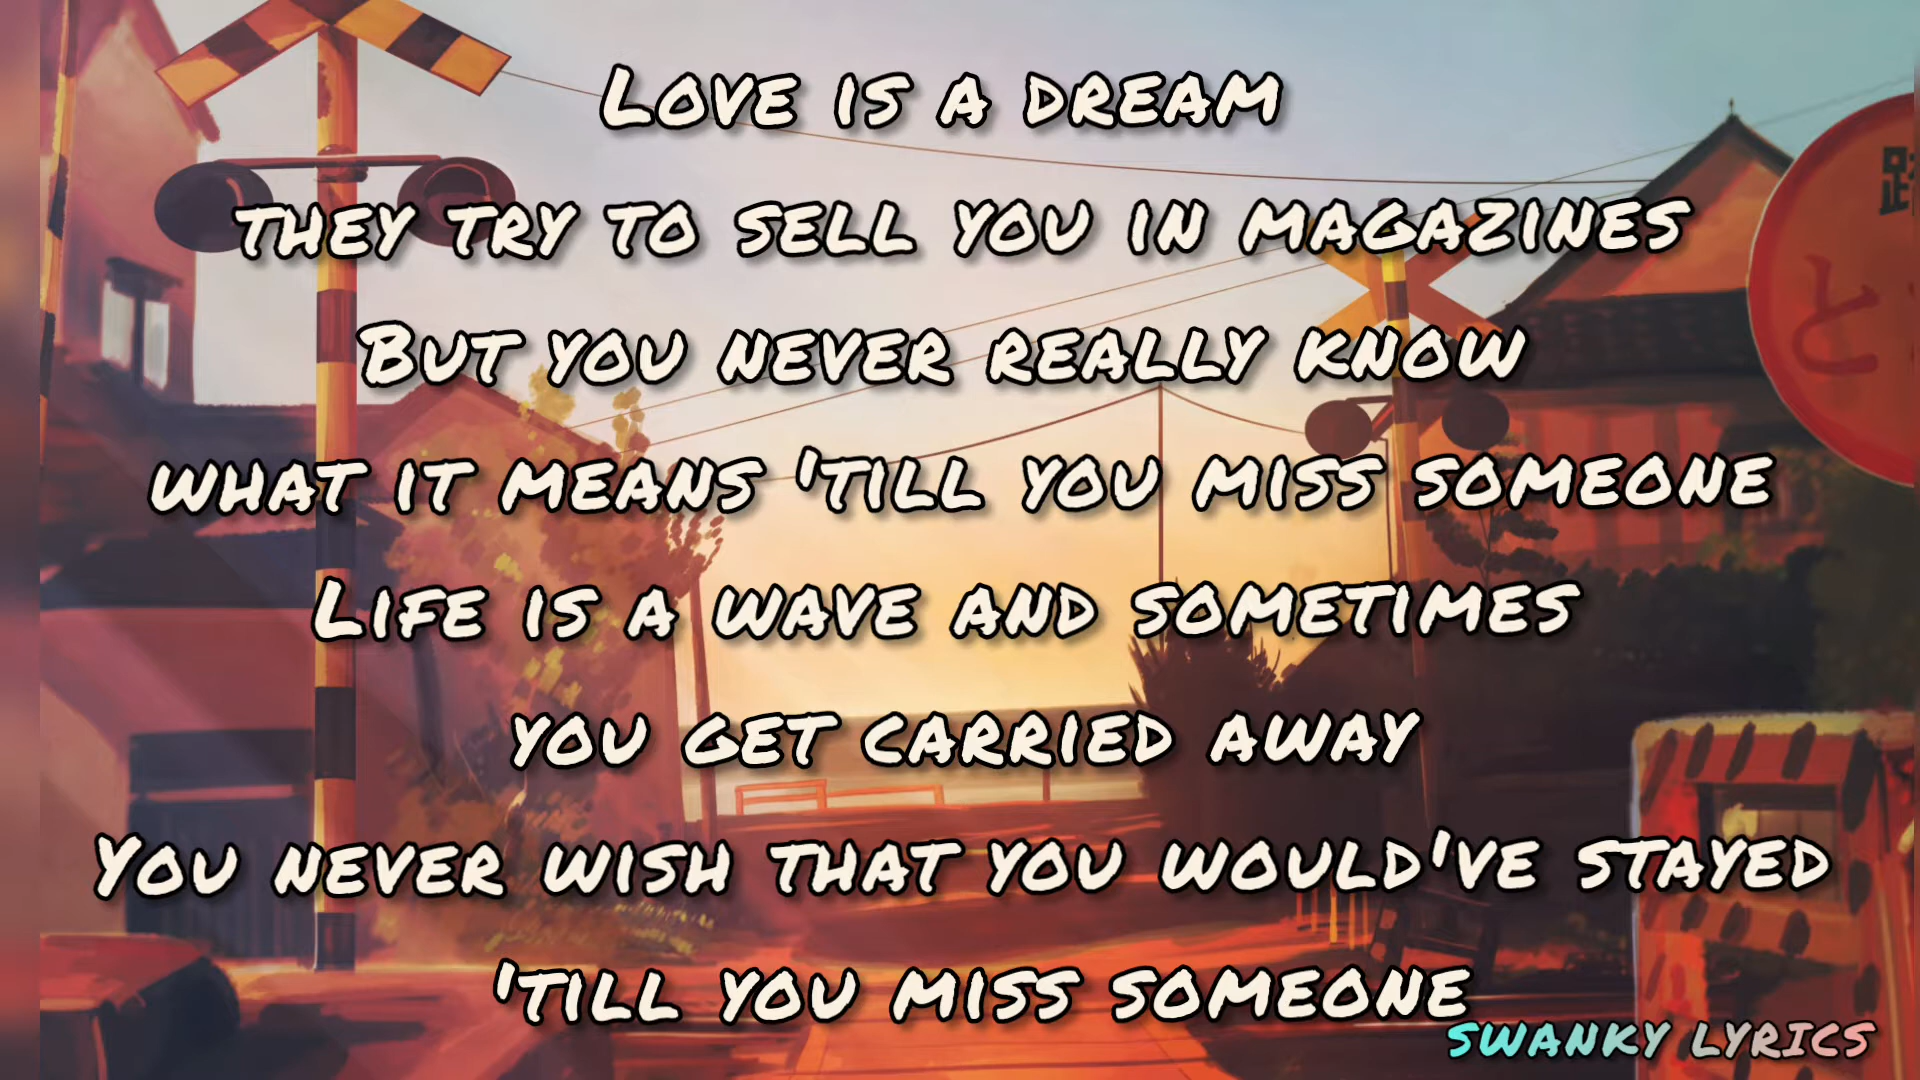 Love is a dream
they try to sell you in magazines
But you never really know
what it means 'till you miss someone
Life is a wave and sometimes
you get carried away
You never wish that you would've stayed
'till you miss someone
SWANKY LYRICS
と